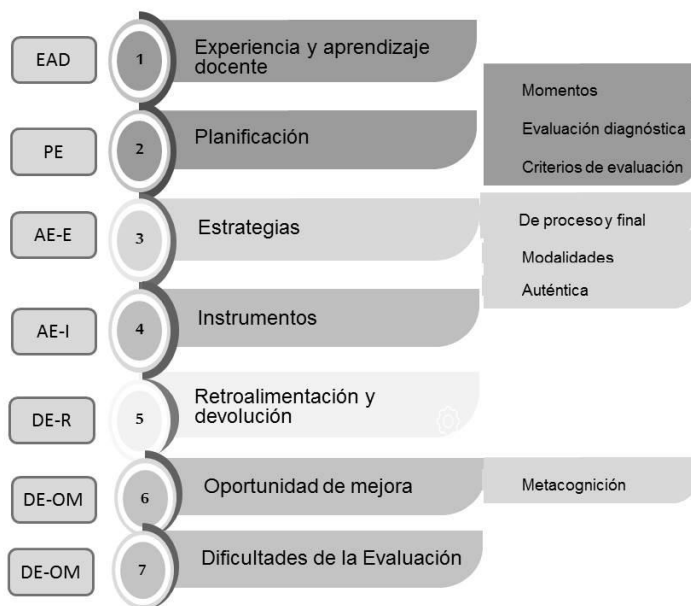 EAD
1
Experiencia y aprendizaje
docente
PE
2
Planificación
Momentos
Evaluación diagnóstica
Criterios de evaluación
AE-E
3
Estrategias
De proceso y final
Modalidades
Auténtica
AE-I
4
Instrumentos
DE-R
5
Retroalimentación y
devolución
DE-OM
6
Oportunidad de mejora
Metacognición
DE-OM
7
Dificultades de la Evaluación